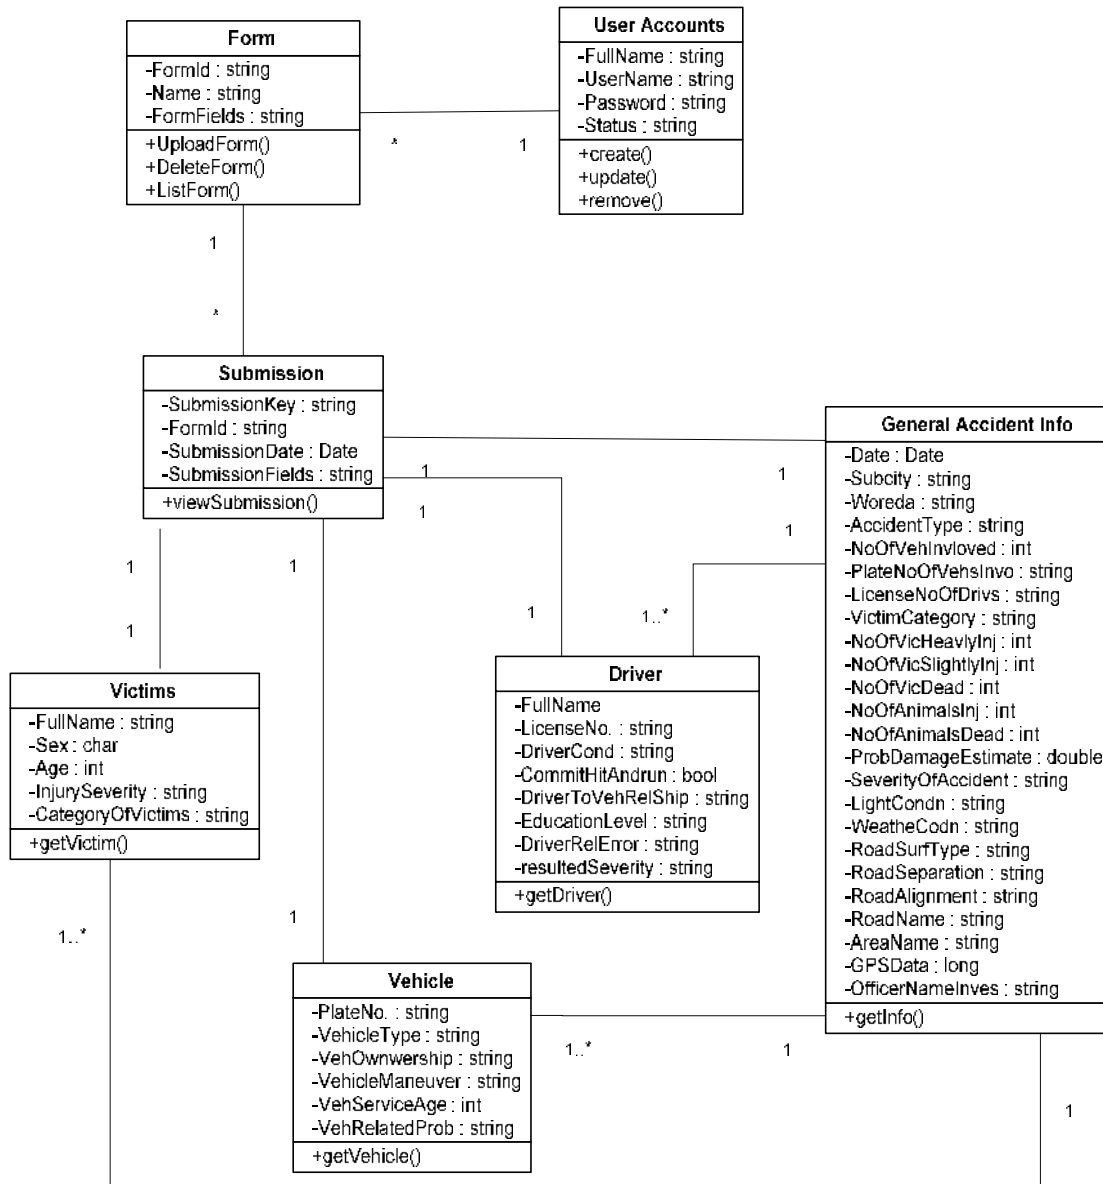 Form
-FormId : string
-Name : string
-FormFields : string
+UploadForm()
+DeleteForm()
+ListForm()
User Accounts
-FullName : string
-UserName : string
-Password : string
-Status : string
+create()
+update()
+remove()
*
1
1
*
Submission
-SubmissionKey : string
-FormId : string
-SubmissionDate : Date
-SubmissionFields : string
+viewSubmission()
1
1
1
1
1
1
1
1
1..*
General Accident Info
-Date : Date
-Subcity : string
-Woreda : string
-AccidentType : string
-NoOfVehInvloved : int
-PlateNoOfVehsInvo : string
-LicenseNoOfDrivs : string
-VictimCategory : string
-NoOfVicHeavlyInj : int
-NoOfVicSlightlyInj : int
-NoOfVicDead : int
-NoOfAnimalsInj : int
-NoOfAnimalsDead : int
-ProbDamageEstimate : double
-SeverityOfAccident : string
-LightCondn : string
-WeatheCodn : string
-RoadSurfType : string
-RoadSeparation : string
-RoadAlignment : string
-RoadName : string
-AreaName : string
-GPSData : long
-OfficerNameInves : string
+getInfo()
Victims
-FullName : string
-Sex : char
-Age : int
-InjurySeverity : string
-CategoryOfVictims : string
+getVictim()
Driver
-FullName
-LicenseNo. : string
-DriverCond : string
-CommitHitAndrun : bool
-DriverToVehRelShip : string
-EducationLevel : string
-DriverRelError : string
-resultedSeverity : string
+getDriver()
1..*
1
Vehicle
-PlateNo. : string
-VehicleType : string
-VehOwnwership : string
-VehicleManeuver : string
-VehServiceAge : int
-VehRelatedProb : string
+getVehicle()
1..*
1
1